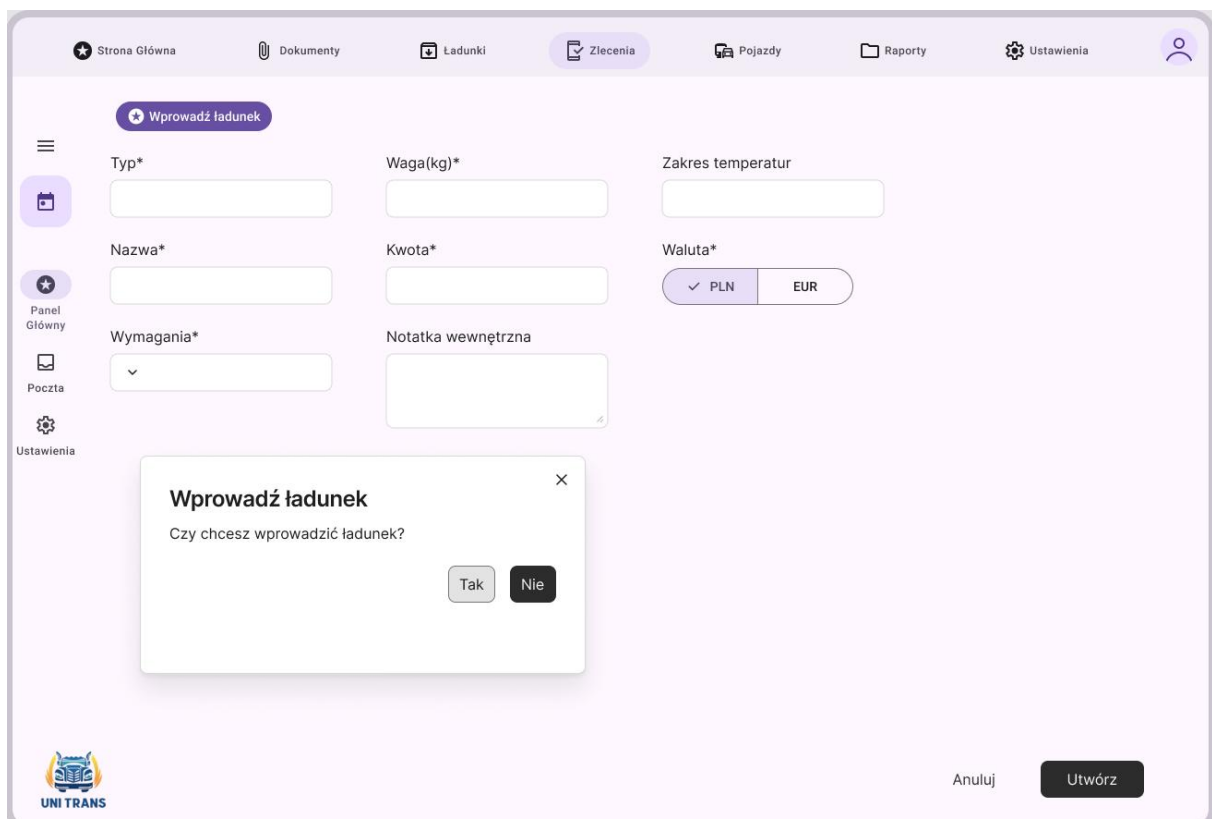 Strona Główna
Dokumenty
Ładunki
Zlecenia
Pojazdy
Raporty
Ustawienia
Wprowadź ładunek
Typ*
Waga(kg)*
Zakres temperatur
Nazwa*
Kwota*
Waluta*
PLN
EUR
Panel
Główny
Wymagania*
Notatka wewnętrzna
Poczta
Ustawienia
Wprowadź ładunek
Czy chcesz wprowadzić ładunek?
Tak
Nie
UNI TRANS
Anuluj
Utwórz